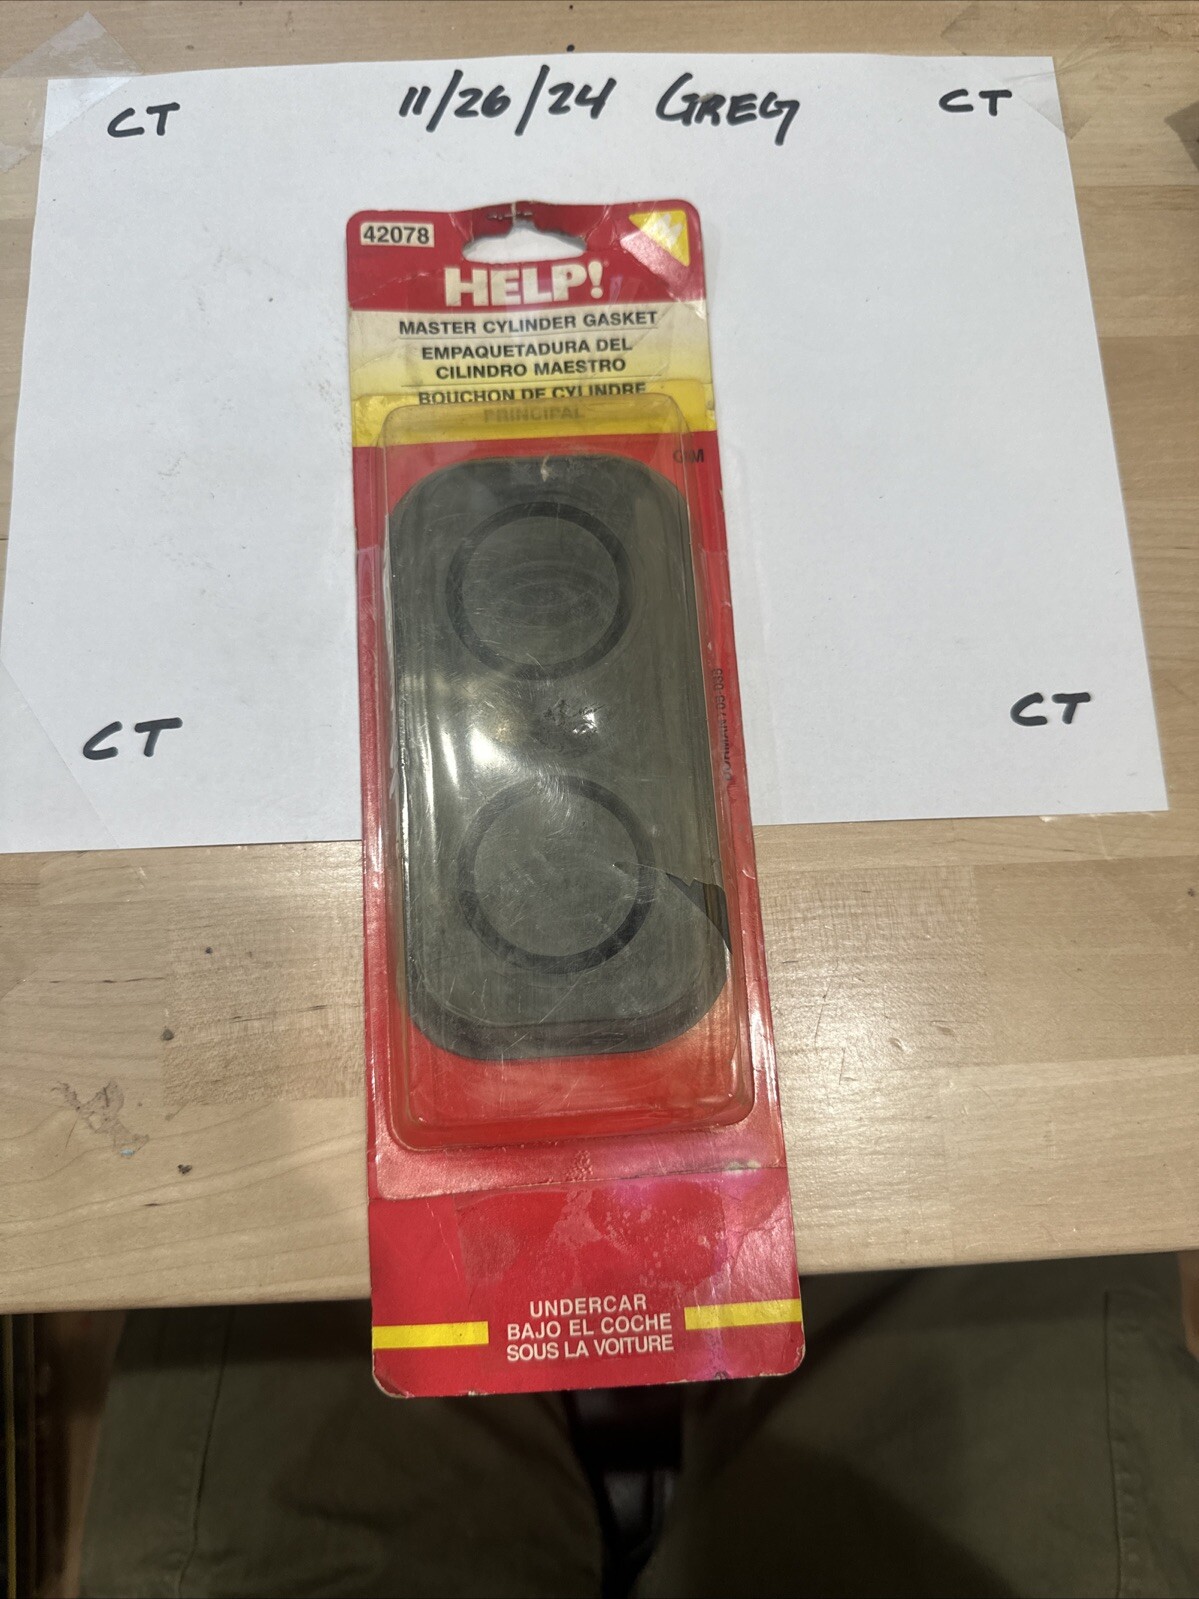 CT 11/26/24 GREG CT
42078
HELP!
MASTER CYLINDER GASKET
EMPAQUETADURA DEL
CILINDRO MAESTRO
BOUCHON DE CYLINDRE
PRINCIPAL
GM
CT
CT
UNDERCAR
BAJO EL COCHE
SOUS LA VOITURE